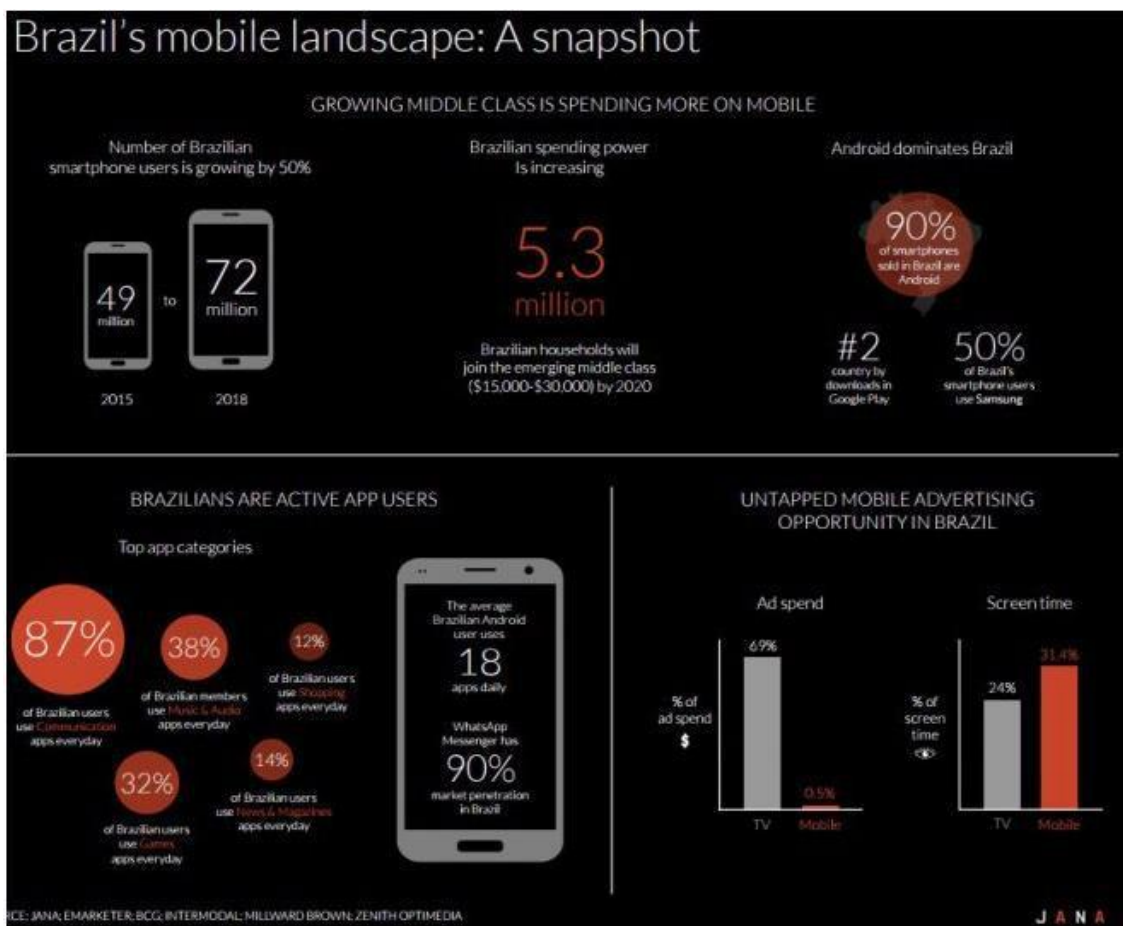 Brazil's mobile landscape: A snapshot
GROWING MIDDLE CLASS IS SPENDING MORE ON MOBILE
Number of Brazilian
smartphone users is growing by 50%
49
million
to
72
million
2015
2018
Brazilian spending power
Is increasing
5.3
million
Brazilian households will
join the emerging middle class
($15,000-$30,000) by 2020
Android dominates Brazil
90%
of smartphones
sold in Brazil are
Android
#2
country by
downloads in
Google Play
50%
of Brazil's
smartphone users
use Samsung
BRAZILIANS ARE ACTIVE APP USERS
Top app categories
87%
of Brazilian users
use Communication
apps everyday
38%
of Brazilian members
use Music & Audio
apps everyday
12%
of Brazilian users
use Shopping
apps everyday
32%
of Brazilian users
use Games
apps everyday
14%
of Brazilian users
use News & Magazines
apps everyday
The average
Brazilian Android
user uses
18
apps daily
WhatsApp
Messenger has
90%
market penetration
in Brazil
UNTAPPED MOBILE ADVERTISING
OPPORTUNITY IN BRAZIL
Ad spend
% of
ad spend
$
69%
0.5%
TV
Mobile
Screen time
% of
screen
time
24%
31.4%
TV
Mobile
RCE: JANA; EMARKETER; BCG; INTERMODAL; MILLWARD BROWN; ZENITH OPTIMEDIA
JANA